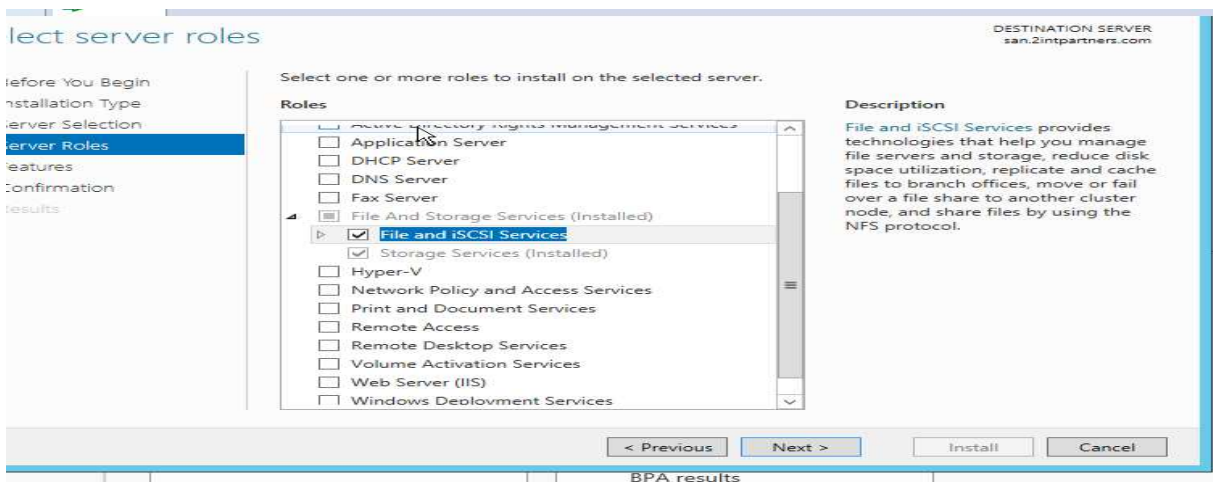 lect server roles
DESTINATION SERVER
san.2intpartners.com
efore You Begin
nstallation Type
erver Selection
erver Roles
eatures
onfirmation
esults
Select one or more roles to install on the selected server.
Roles
Active Directory Rights Management Services
Application Server
DHCP Server
DNS Server
Fax Server
File And Storage Services (Installed)
File and iSCSI Services
Storage Services (Installed)
Hyper-V
Network Policy and Access Services
Print and Document Services
Remote Access
Remote Desktop Services
Volume Activation Services
Web Server (IIS)
Windows Deployment Services
Description
File and iSCSI Services provides
technologies that help you manage
file servers and storage, reduce disk
space utilization, replicate and cache
files to branch offices, move or fail
over a file share to another cluster
node, and share files by using the
NFS protocol.
< Previous
Next >
Install
Cancel
BPA results